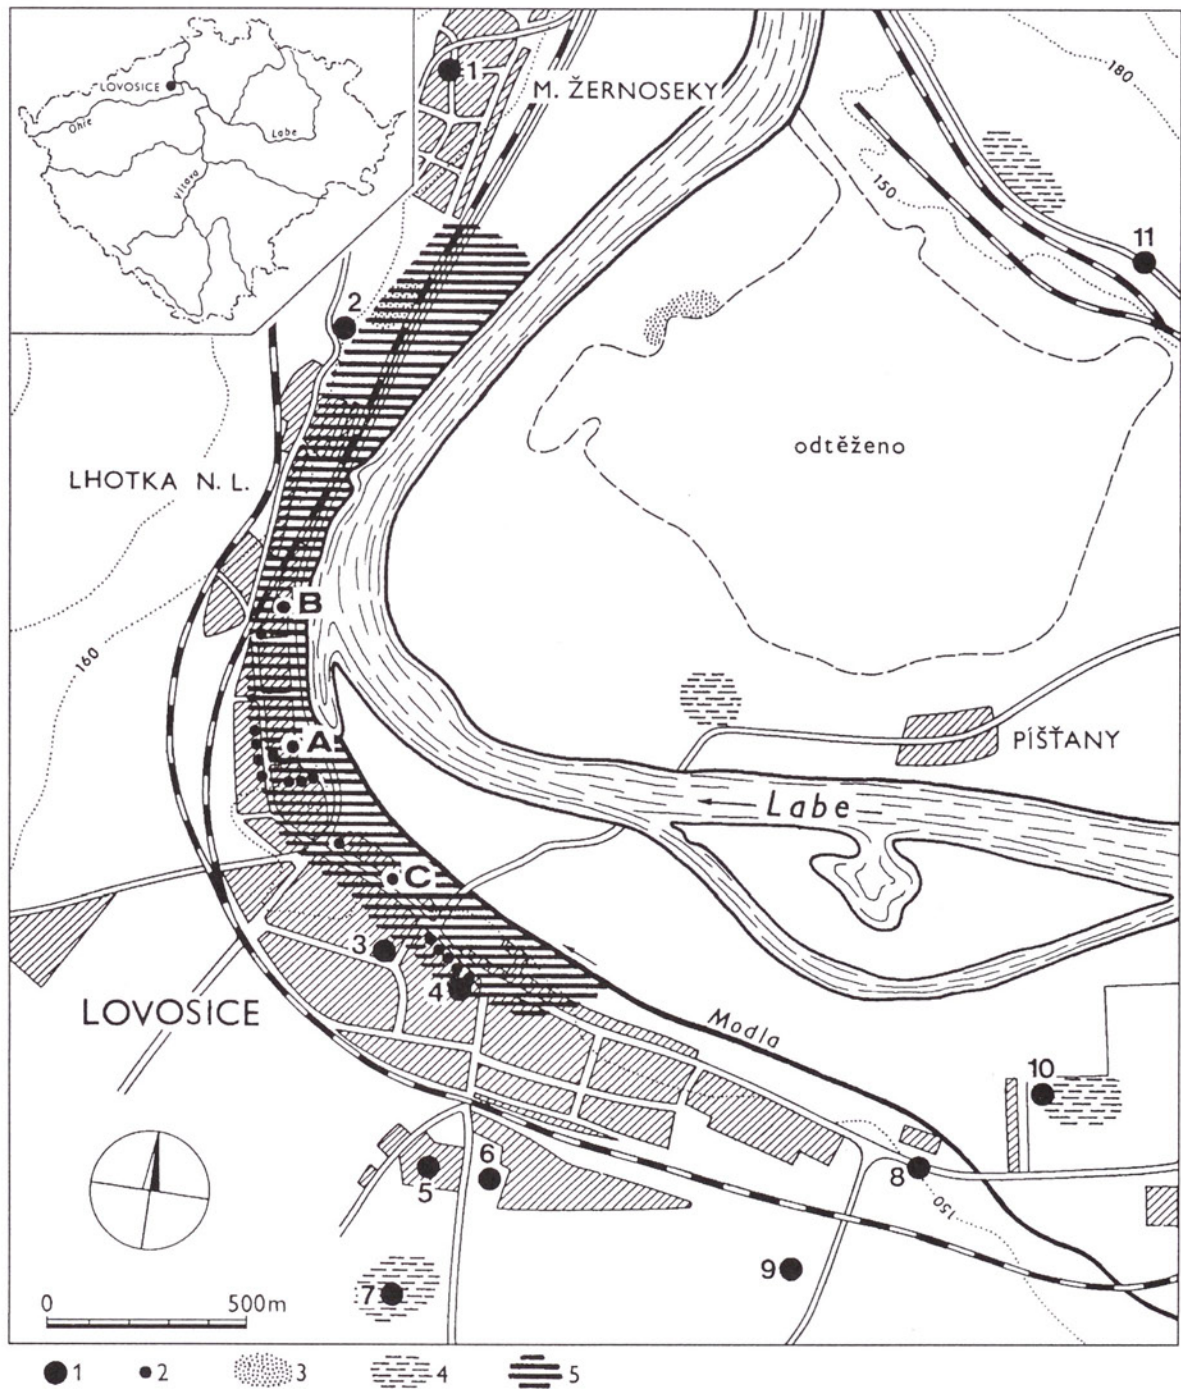 LOVOSICE
Ohře
Labe
Vltava
1
M. ŽERNOSEKY
180
150
11
2
LHOTKA N. L.
odtěženo
B
160
A
PÍŠŤANY
Labe
C
3
4
LOVOSICE
Modla
10
5
6
8
150
7
9
0 500m
1 2 3 4 5